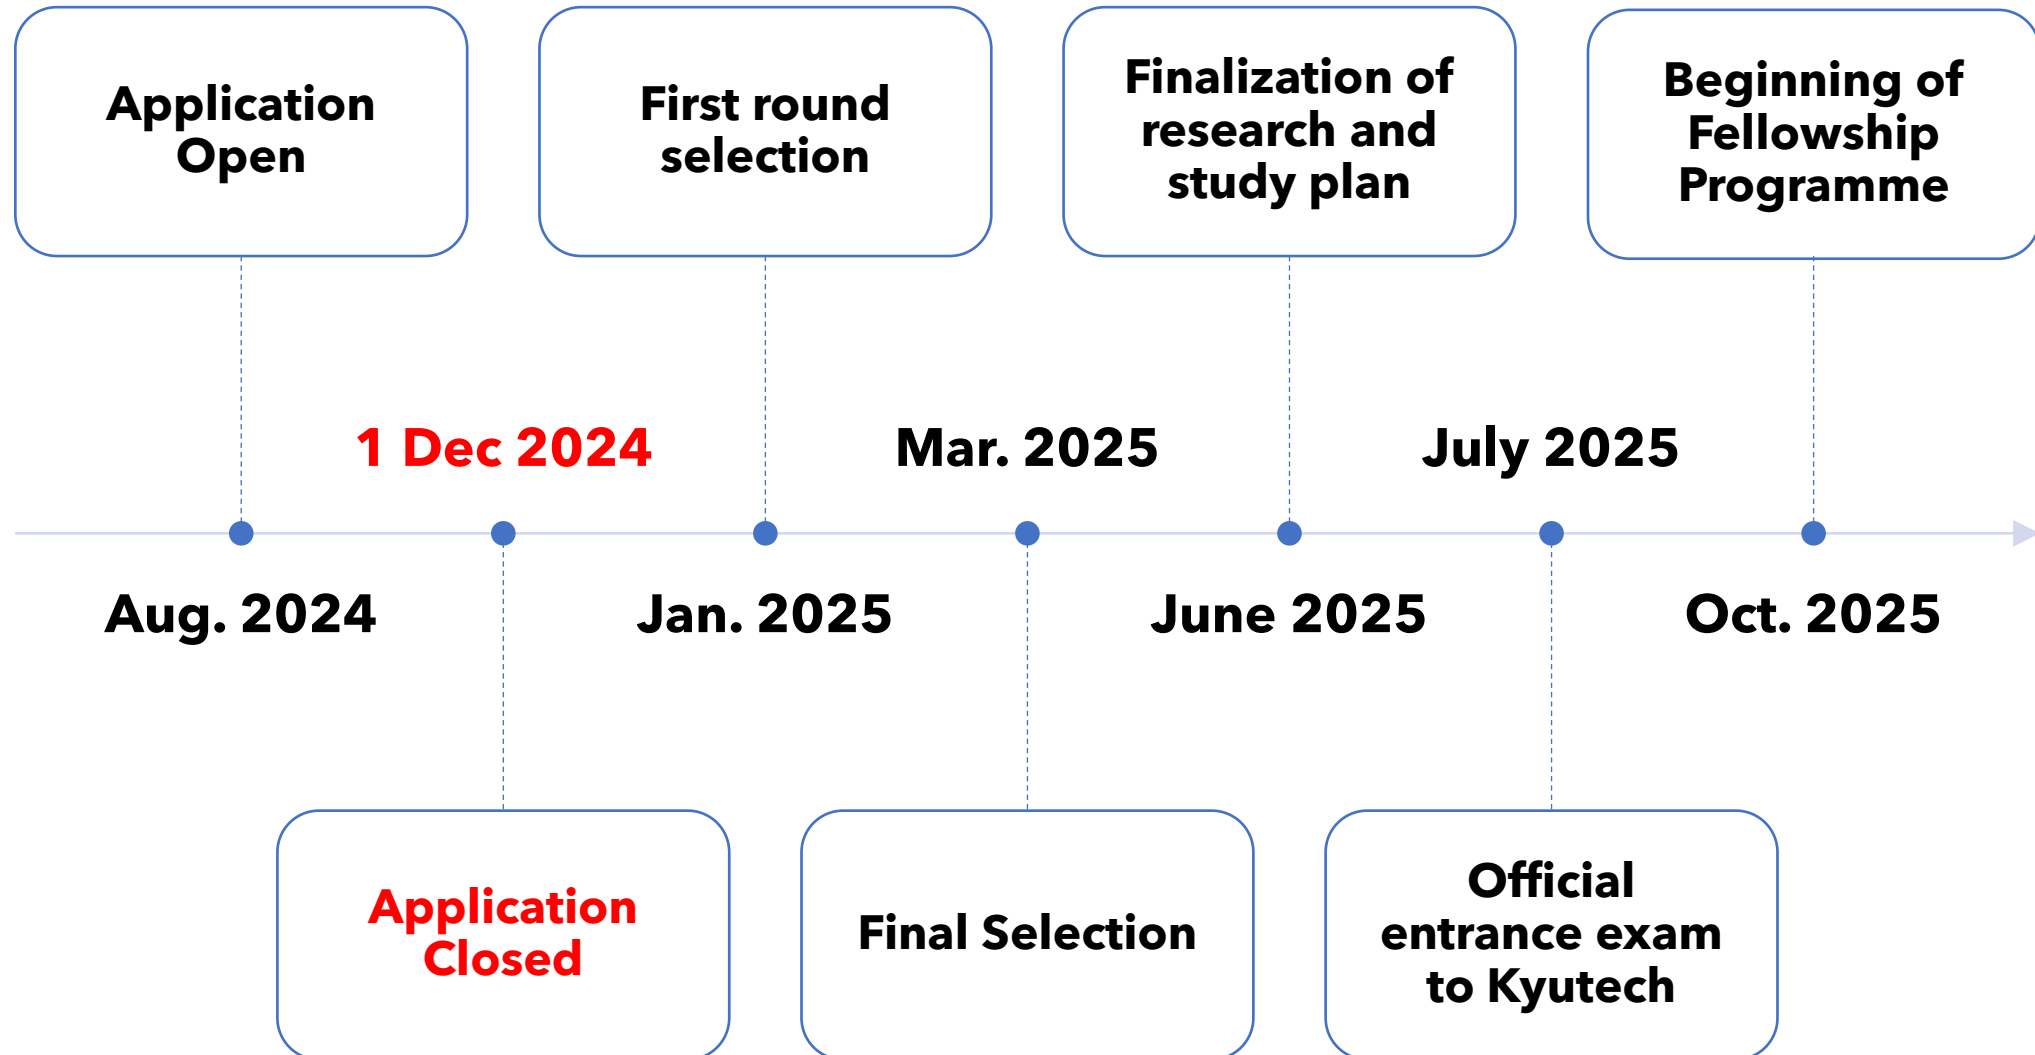 Application
Open
First round
selection
Finalization of
research and
study plan
Beginning of
Fellowship
Programme
1 Dec 2024
Mar. 2025
July 2025
Aug. 2024
Jan. 2025
June 2025
Oct. 2025
Application
Closed
Final Selection
Official
entrance exam
to Kyutech